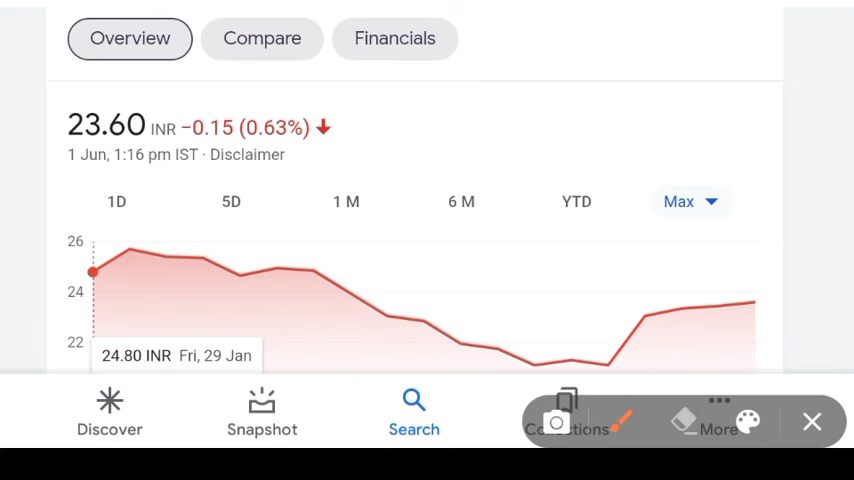 Overview Compare Financials
23.60 INR −0.15 (0.63%)
1 Jun, 1:16 pm IST · Disclaimer
1D 5D 1 M 6 M YTD Max
26
24
22
24.80 INR Fri, 29 Jan
Discover Snapshot Search Collections More